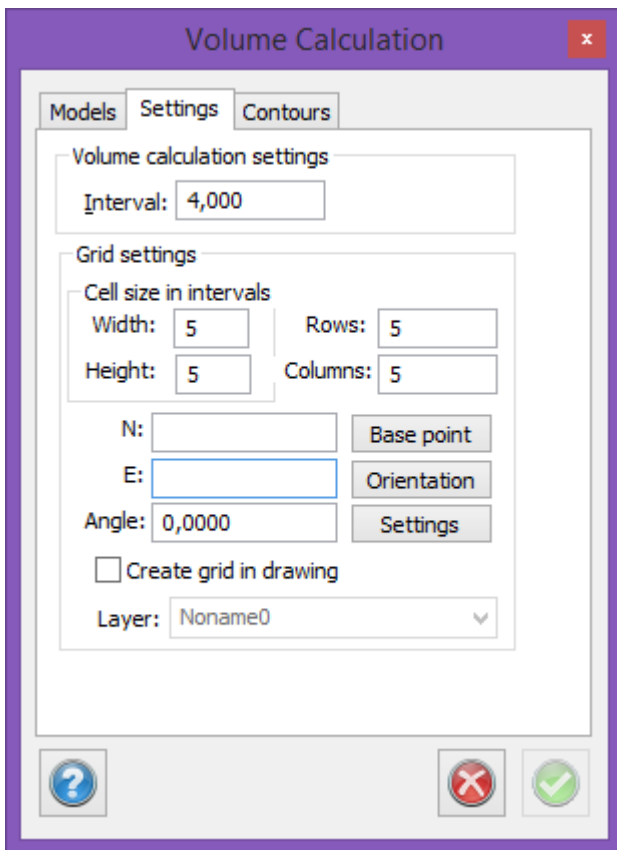 Volume Calculation
x
Models Settings Contours
Volume calculation settings
Interval: 4,000
Grid settings
Cell size in intervals
Width: 5 Rows: 5
Height: 5 Columns: 5
N: Base point
E: Orientation
Angle: 0,0000 Settings
Create grid in drawing
Layer: Noname0
?